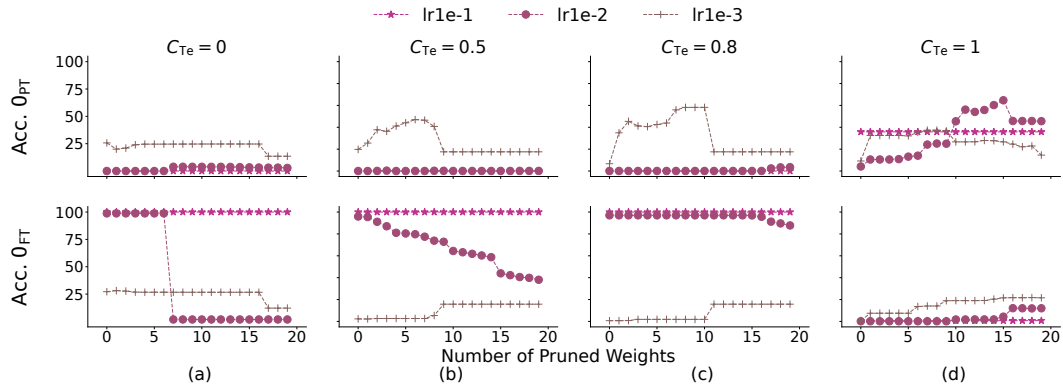 lr1e-1 lr1e-2 lr1e-3
C_Te = 0 C_Te = 0.5 C_Te = 0.8 C_Te = 1
Acc. 0_PT
100
75
50
25
Acc. 0_FT
100
75
50
25
0 5 10 15 20 0 5 10 15 20 0 5 10 15 20 0 5 10 15 20
Number of Pruned Weights
(a) (b) (c) (d)